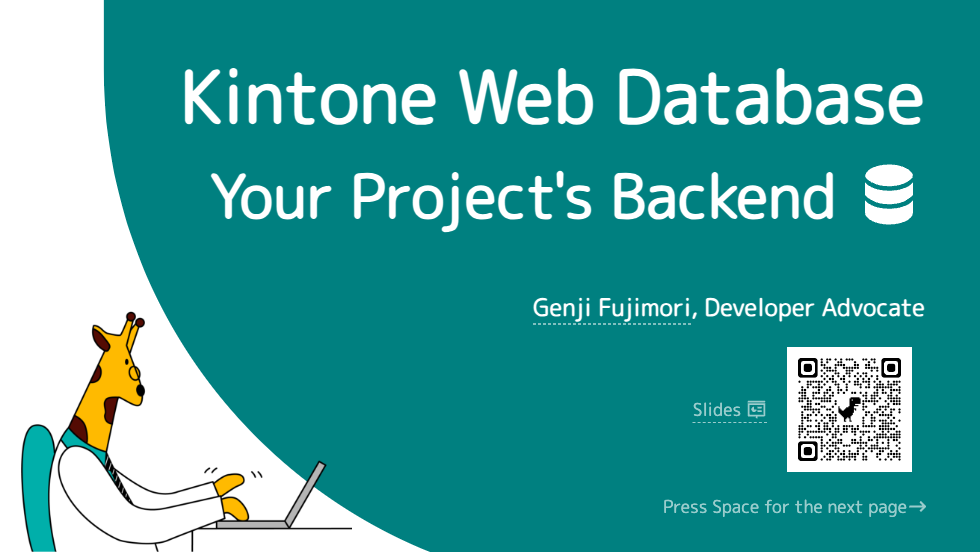 Kintone Web Database
Your Project's Backend
Genji Fujimori, Developer Advocate
Slides
Press Space for the next page→